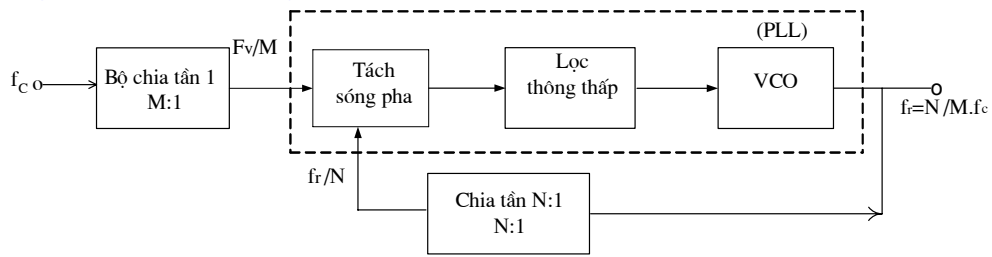 (PLL)
f_C
Bộ chia tần 1
M:1
Fv/M
Tách
sóng pha
Lọc
thông thấp
VCO
fr=N/M.fc
fr/N
Chia tần N:1
N:1